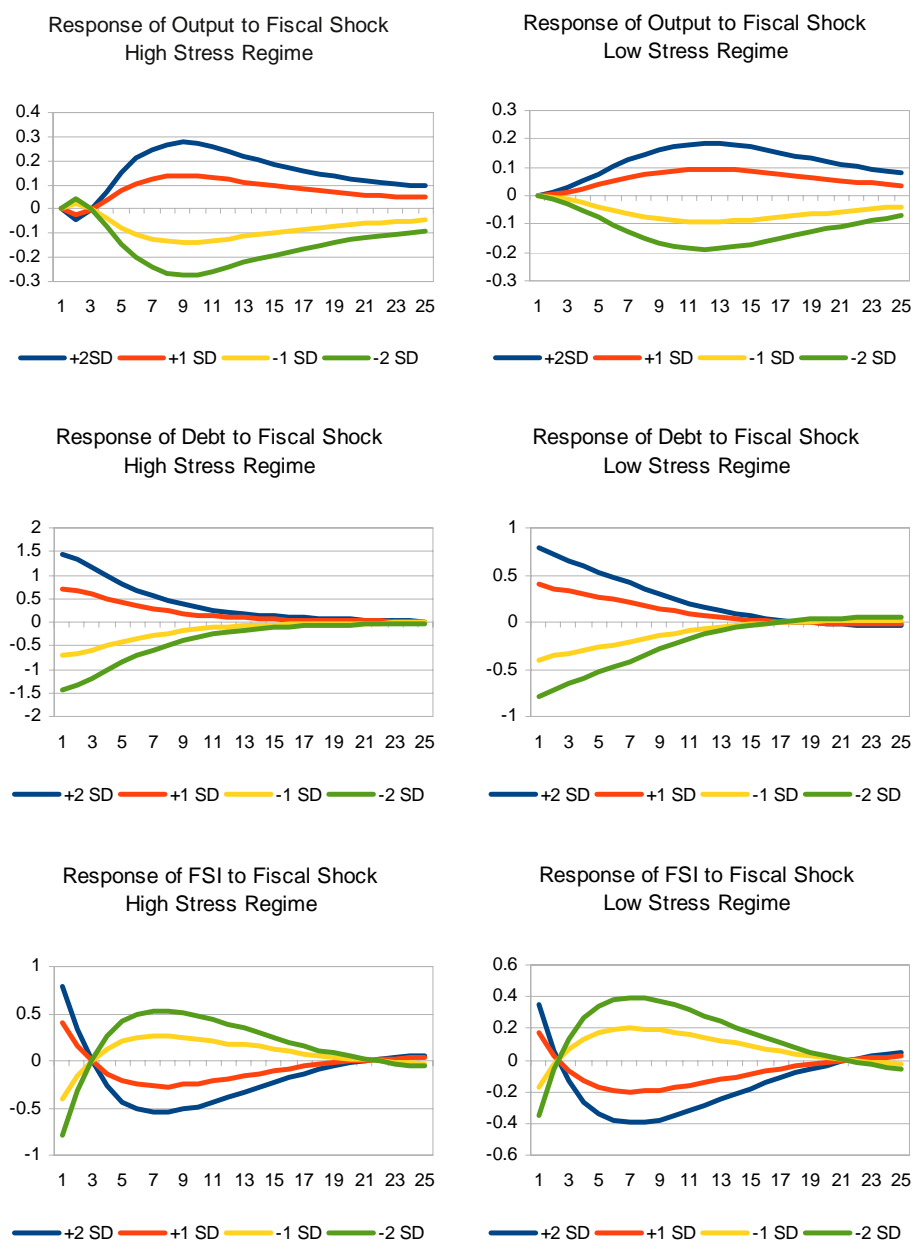 Response of Output to Fiscal Shock
High Stress Regime
0.4
0.3
0.2
0.1
0
-0.1
-0.2
-0.3
1 3 5 7 9 11 13 15 17 19 21 23 25
+2SD +1 SD -1 SD -2 SD
Response of Output to Fiscal Shock
Low Stress Regime
0.3
0.2
0.1
0
-0.1
-0.2
-0.3
1 3 5 7 9 11 13 15 17 19 21 23 25
+2SD +1 SD -1 SD -2 SD
Response of Debt to Fiscal Shock
High Stress Regime
2
1.5
1
0.5
0
-0.5
-1
-1.5
-2
1 3 5 7 9 11 13 15 17 19 21 23 25
+2 SD +1 SD -1 SD -2 SD
Response of Debt to Fiscal Shock
Low Stress Regime
1
0.5
0
-0.5
-1
1 3 5 7 9 11 13 15 17 19 21 23 25
+2 SD +1 SD -1 SD -2 SD
Response of FSI to Fiscal Shock
High Stress Regime
1
0.5
0
-0.5
-1
1 3 5 7 9 11 13 15 17 19 21 23 25
+2 SD +1 SD -1 SD -2 SD
Response of FSI to Fiscal Shock
Low Stress Regime
0.6
0.4
0.2
0
-0.2
-0.4
-0.6
1 3 5 7 9 11 13 15 17 19 21 23 25
+2 SD +1 SD -1 SD -2 SD